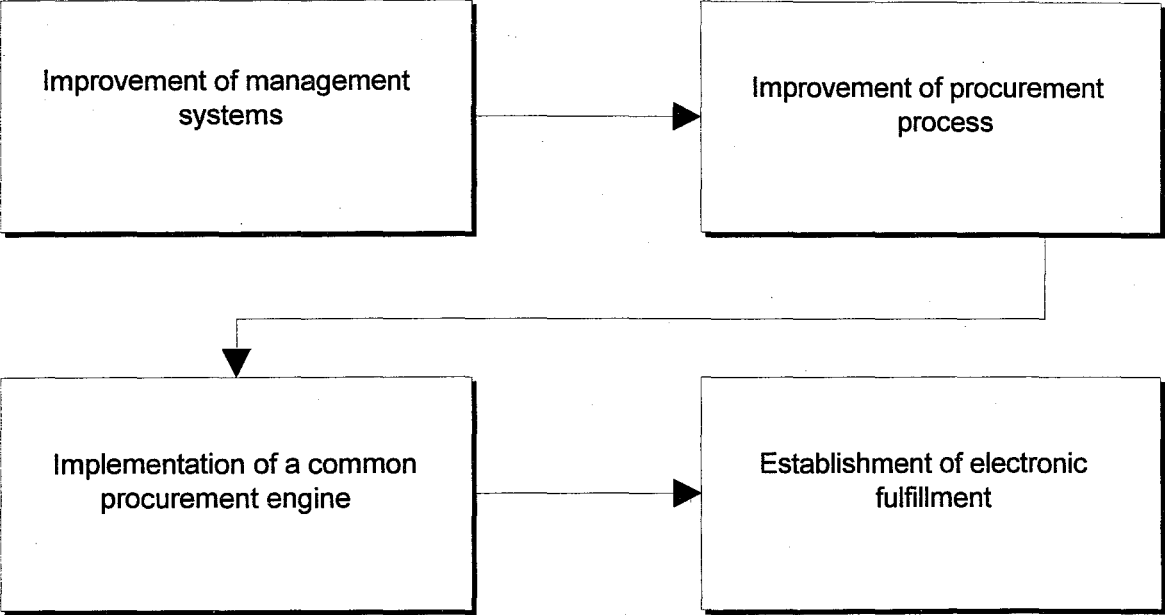 Improvement of management
systems
Improvement of procurement
process
Implementation of a common
procurement engine
Establishment of electronic
fulfillment